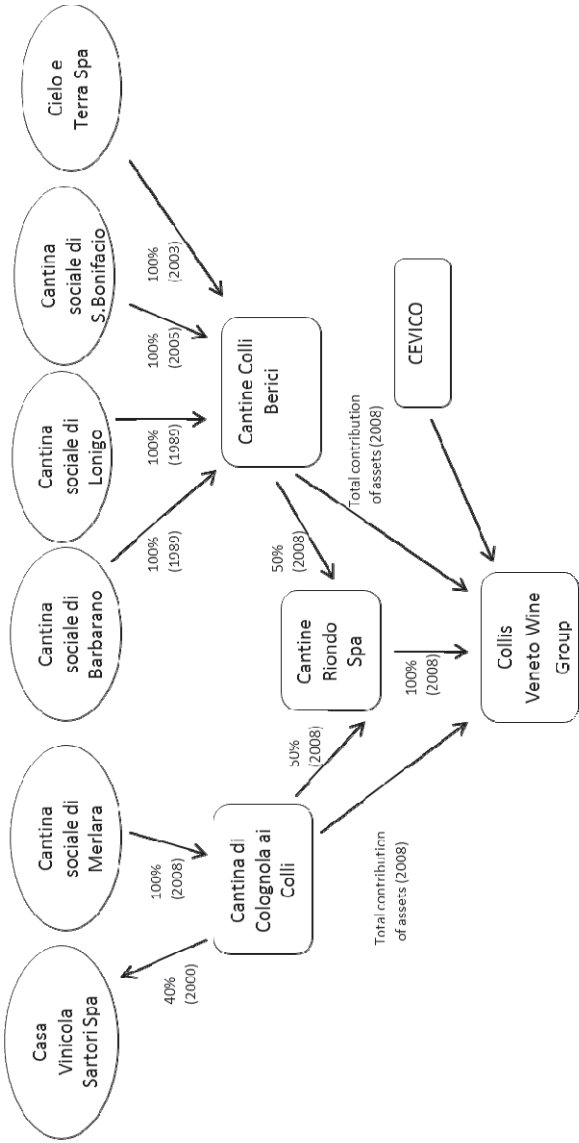 Casa
Vinicola
Sartori Spa
Cantina
sociale di
Merlara
Cantina
sociale di
Barbarano
Cantina
sociale di
Lonigo
Cantina
sociale di
S.Bonifacio
Cielo e
Terra Spa
40%
(2000)
100%
(2008)
100%
(1989)
100%
(1989)
100%
(2005)
100%
(2003)
Cantina di
Colognola ai
Colli
Cantine Colli
Berici
50%
(2008)
50%
(2008)
Cantine
Riondo
Spa
Total contribution
of assets (2008)
Total contribution
of assets (2008)
CEVICO
100%
(2008)
Collis
Veneto Wine
Group